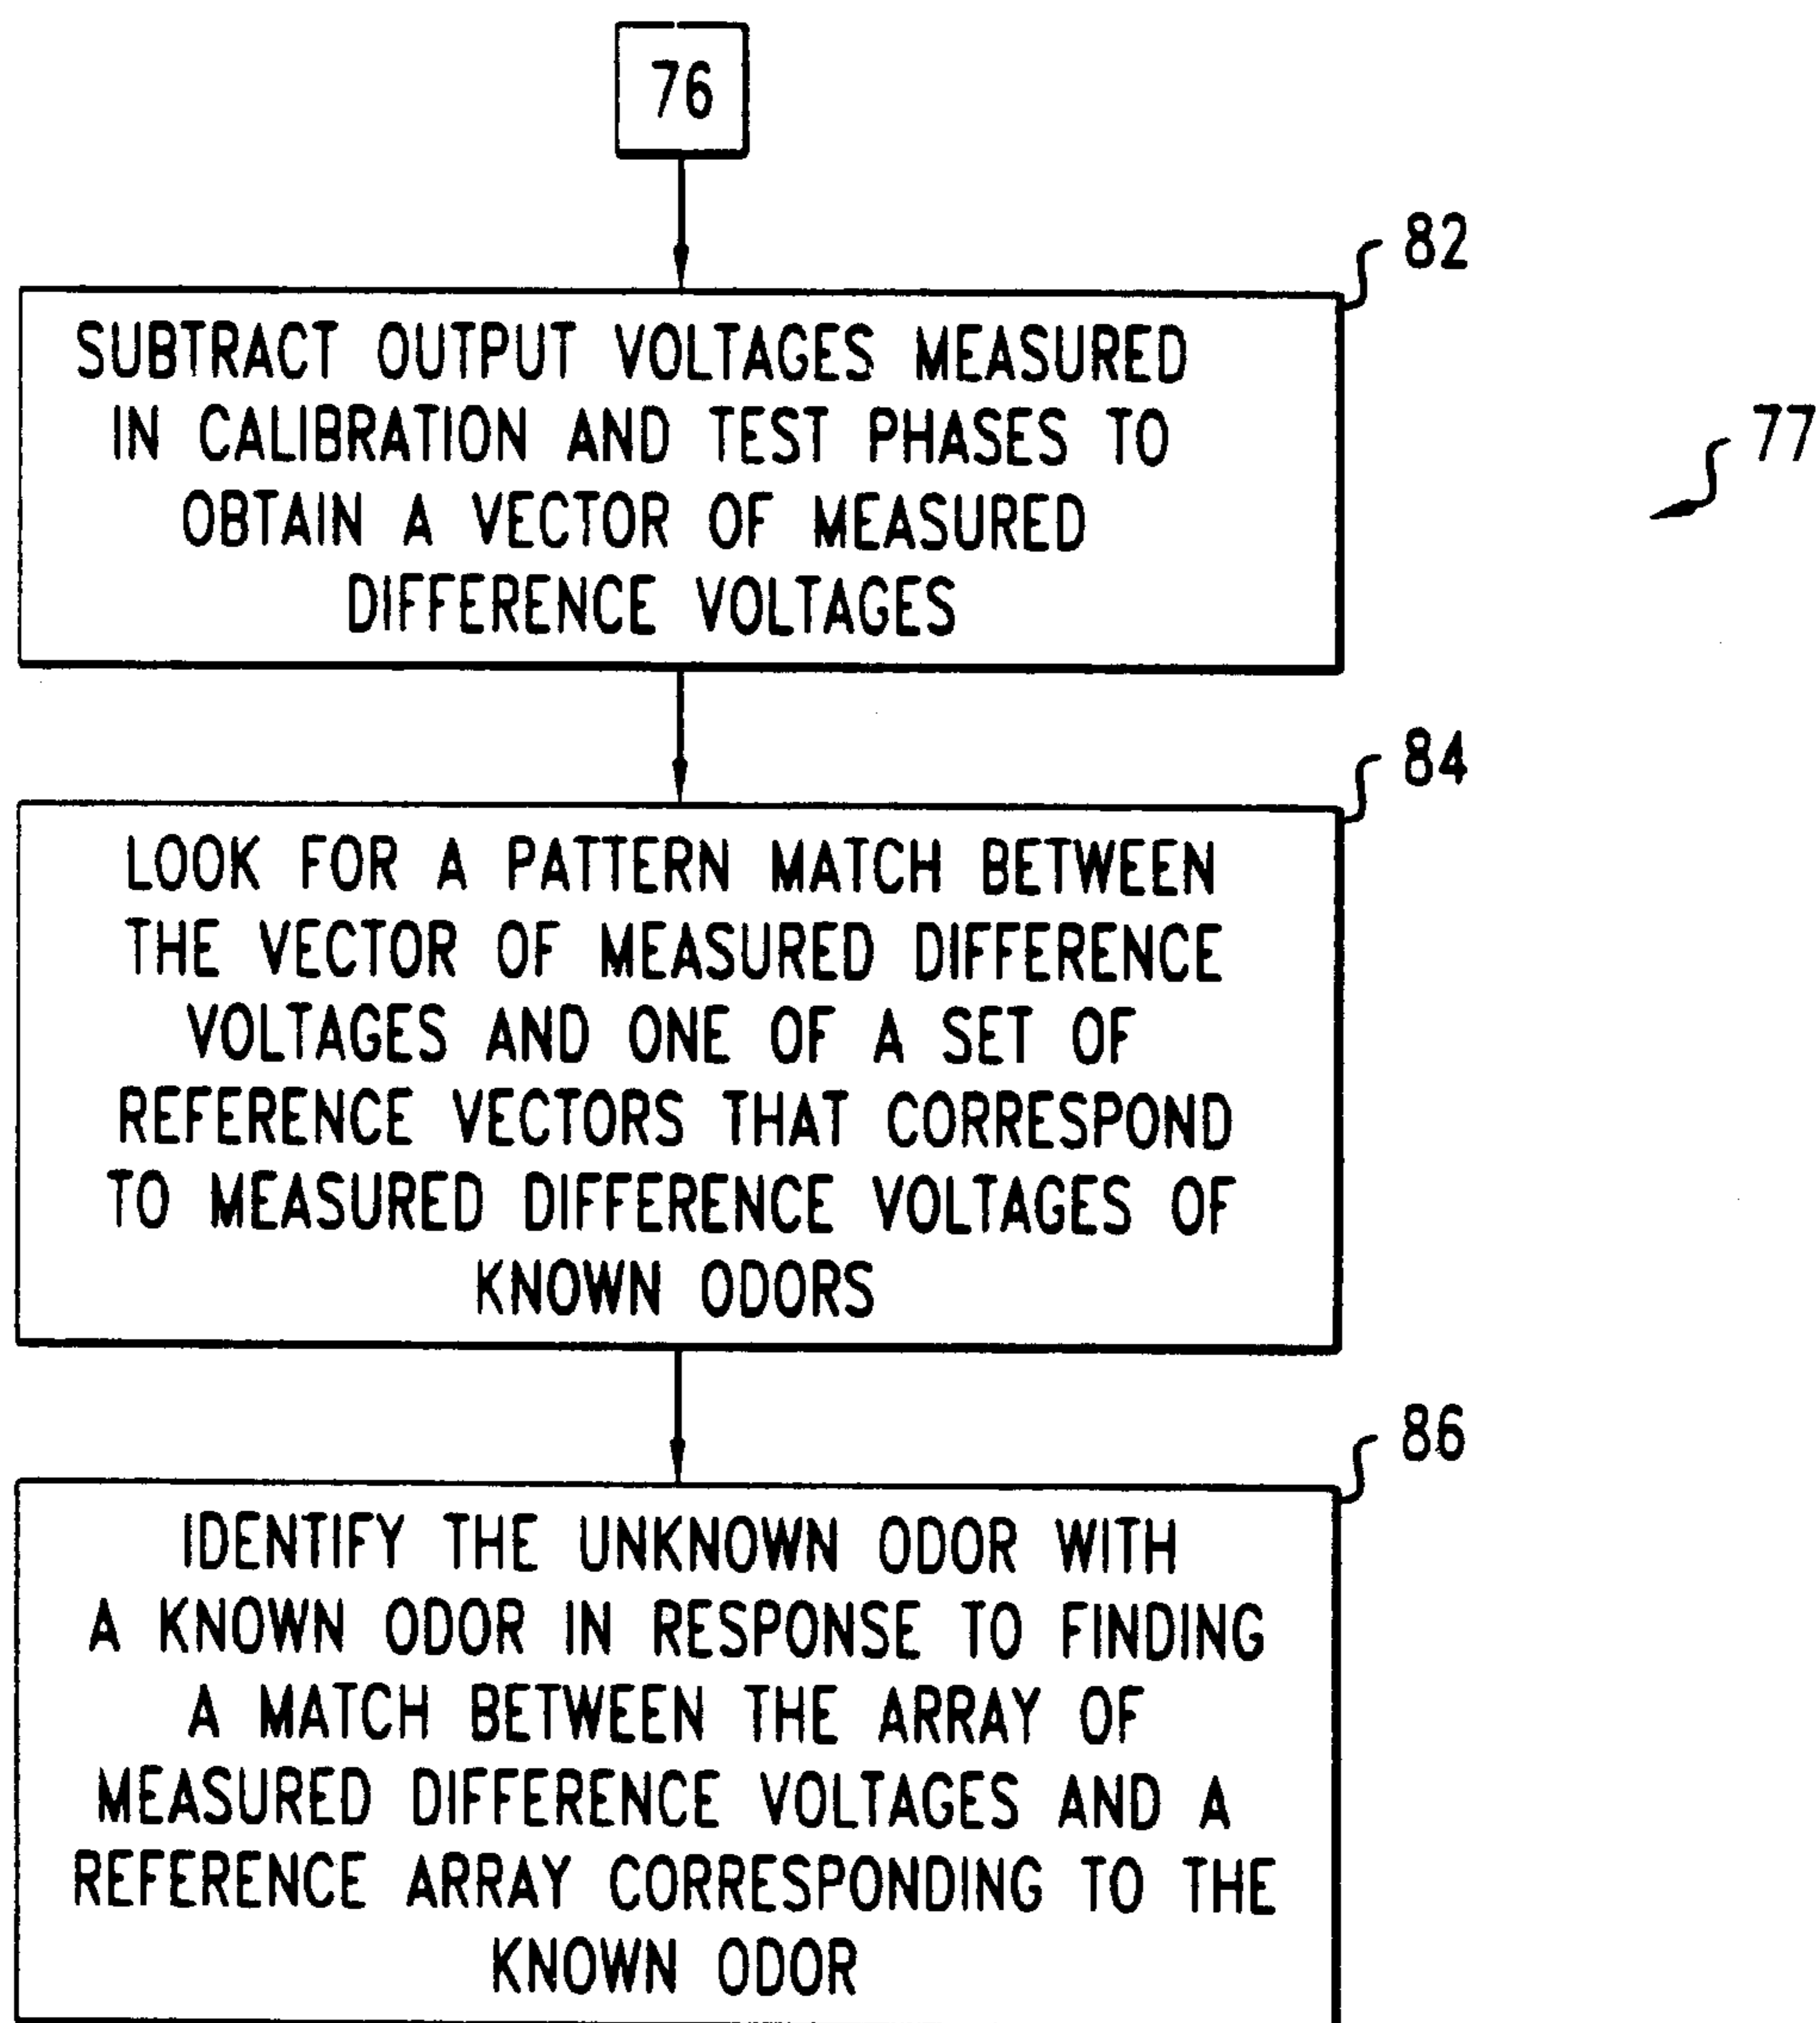 76
82
SUBTRACT OUTPUT VOLTAGES MEASURED
IN CALIBRATION AND TEST PHASES TO
OBTAIN A VECTOR OF MEASURED
DIFFERENCE VOLTAGES
77
84
LOOK FOR A PATTERN MATCH BETWEEN
THE VECTOR OF MEASURED DIFFERENCE
VOLTAGES AND ONE OF A SET OF
REFERENCE VECTORS THAT CORRESPOND
TO MEASURED DIFFERENCE VOLTAGES OF
KNOWN ODORS
86
IDENTIFY THE UNKNOWN ODOR WITH
A KNOWN ODOR IN RESPONSE TO FINDING
A MATCH BETWEEN THE ARRAY OF
MEASURED DIFFERENCE VOLTAGES AND A
REFERENCE ARRAY CORRESPONDING TO THE
KNOWN ODOR